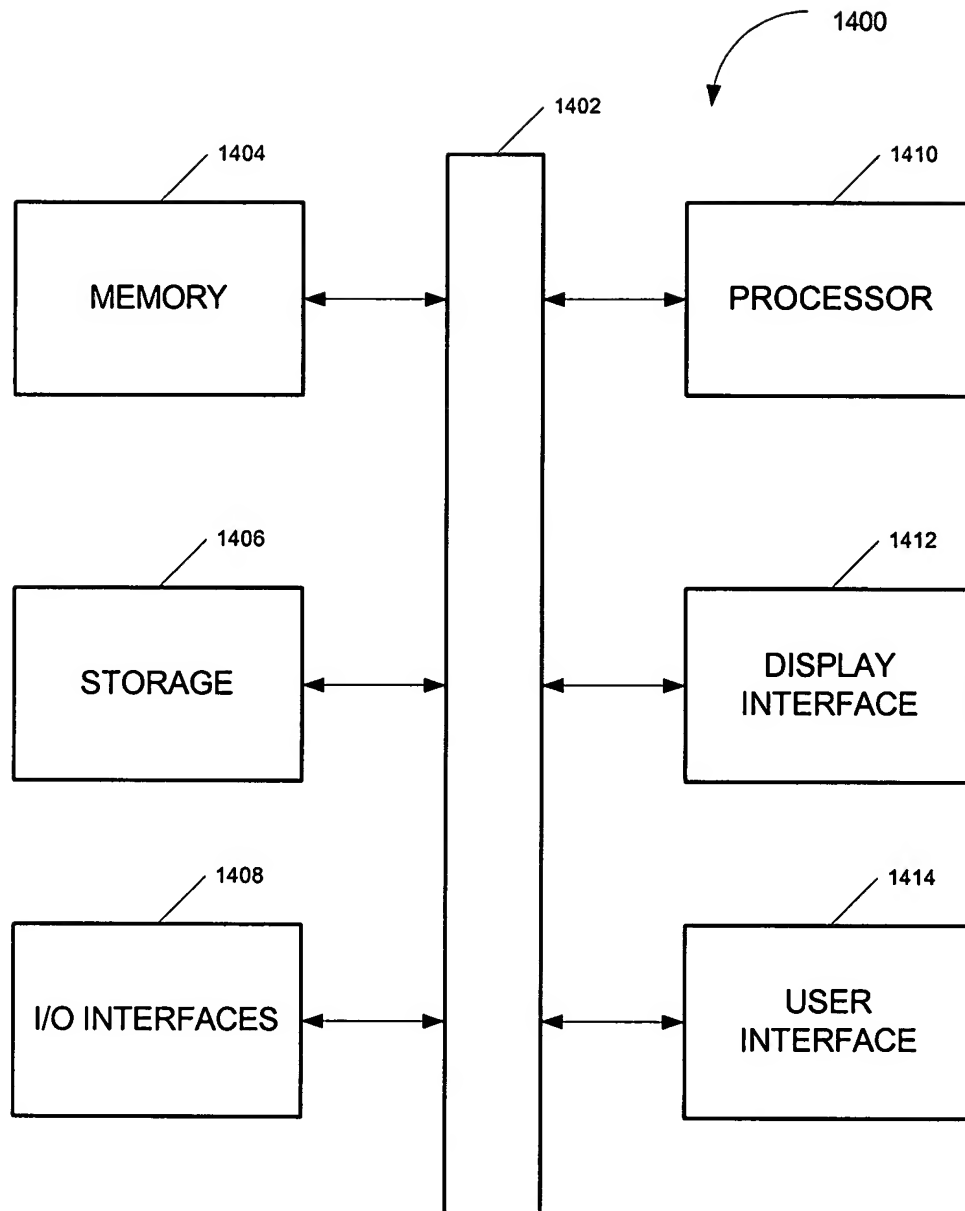 1400
1402
1404
1410
MEMORY
PROCESSOR
1406
1412
STORAGE
DISPLAY
INTERFACE
1408
1414
I/O INTERFACES
USER
INTERFACE